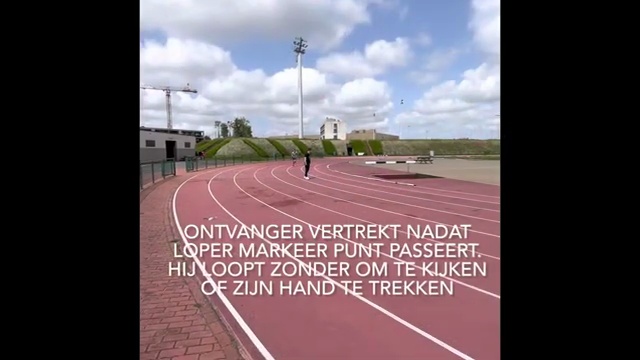 ONTVANGER VERTREKT NADAT
LOPER MARKEER PUNT PASSEERT.
HIJ LOOPT ZONDER OM TE KIJKEN
OF ZIJN HAND TE TREKKEN